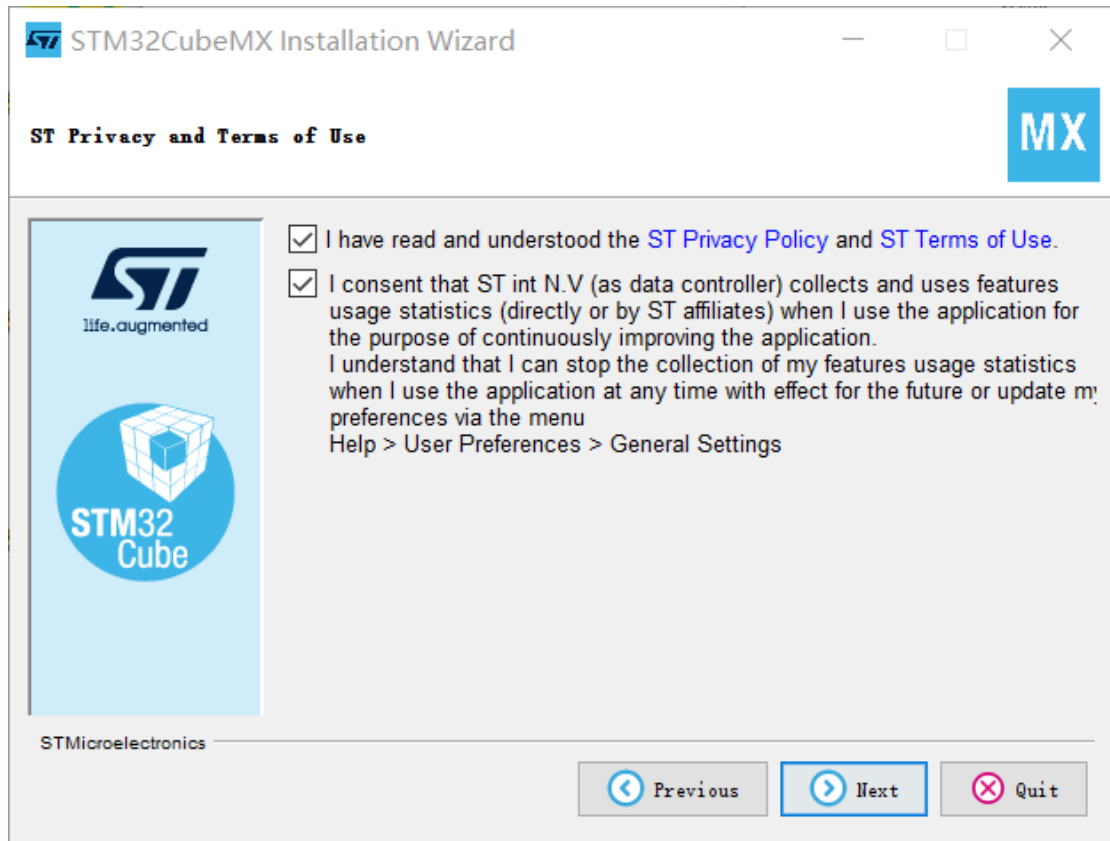 STM32CubeMX Installation Wizard
ST Privacy and Terms of Use
MX
I have read and understood the ST Privacy Policy and ST Terms of Use.
I consent that ST int N.V (as data controller) collects and uses features
usage statistics (directly or by ST affiliates) when I use the application for
the purpose of continuously improving the application.
I understand that I can stop the collection of my features usage statistics
when I use the application at any time with effect for the future or update my
preferences via the menu
Help > User Preferences > General Settings
ST
life.augmented
STM32
Cube
STMicroelectronics
Previous
Next
Quit